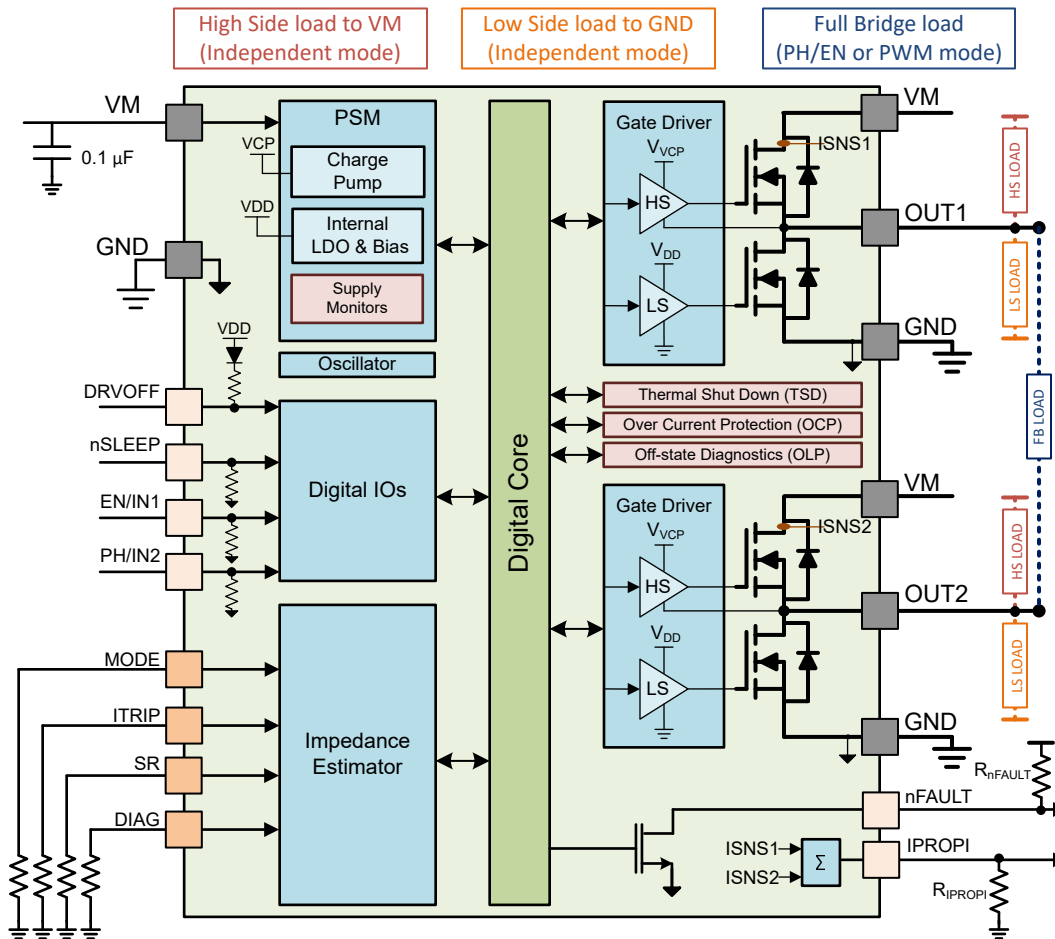 High Side load to VM
(Independent mode)
Low Side load to GND
(Independent mode)
Full Bridge load
(PH/EN or PWM mode)
VM
0.1 µF
GND
PSM
VCP
Charge
Pump
VDD
Internal
LDO & Bias
Supply
Monitors
VDD
Oscillator
DRVOFF
nSLEEP
EN/IN1
PH/IN2
Digital IOs
MODE
ITRIP
SR
DIAG
Impedance
Estimator
Digital Core
Gate Driver
VVCP
HS
VDD
LS
ISNS1
VM
OUT1
GND
HS LOAD
LS LOAD
FB LOAD
Thermal Shut Down (TSD)
Over Current Protection (OCP)
Off-state Diagnostics (OLP)
Gate Driver
VVCP
HS
VDD
LS
ISNS2
VM
OUT2
GND
HS LOAD
LS LOAD
RnFAULT
nFAULT
IPROPI
ISNS1
ISNS2
Σ
RIPROPI